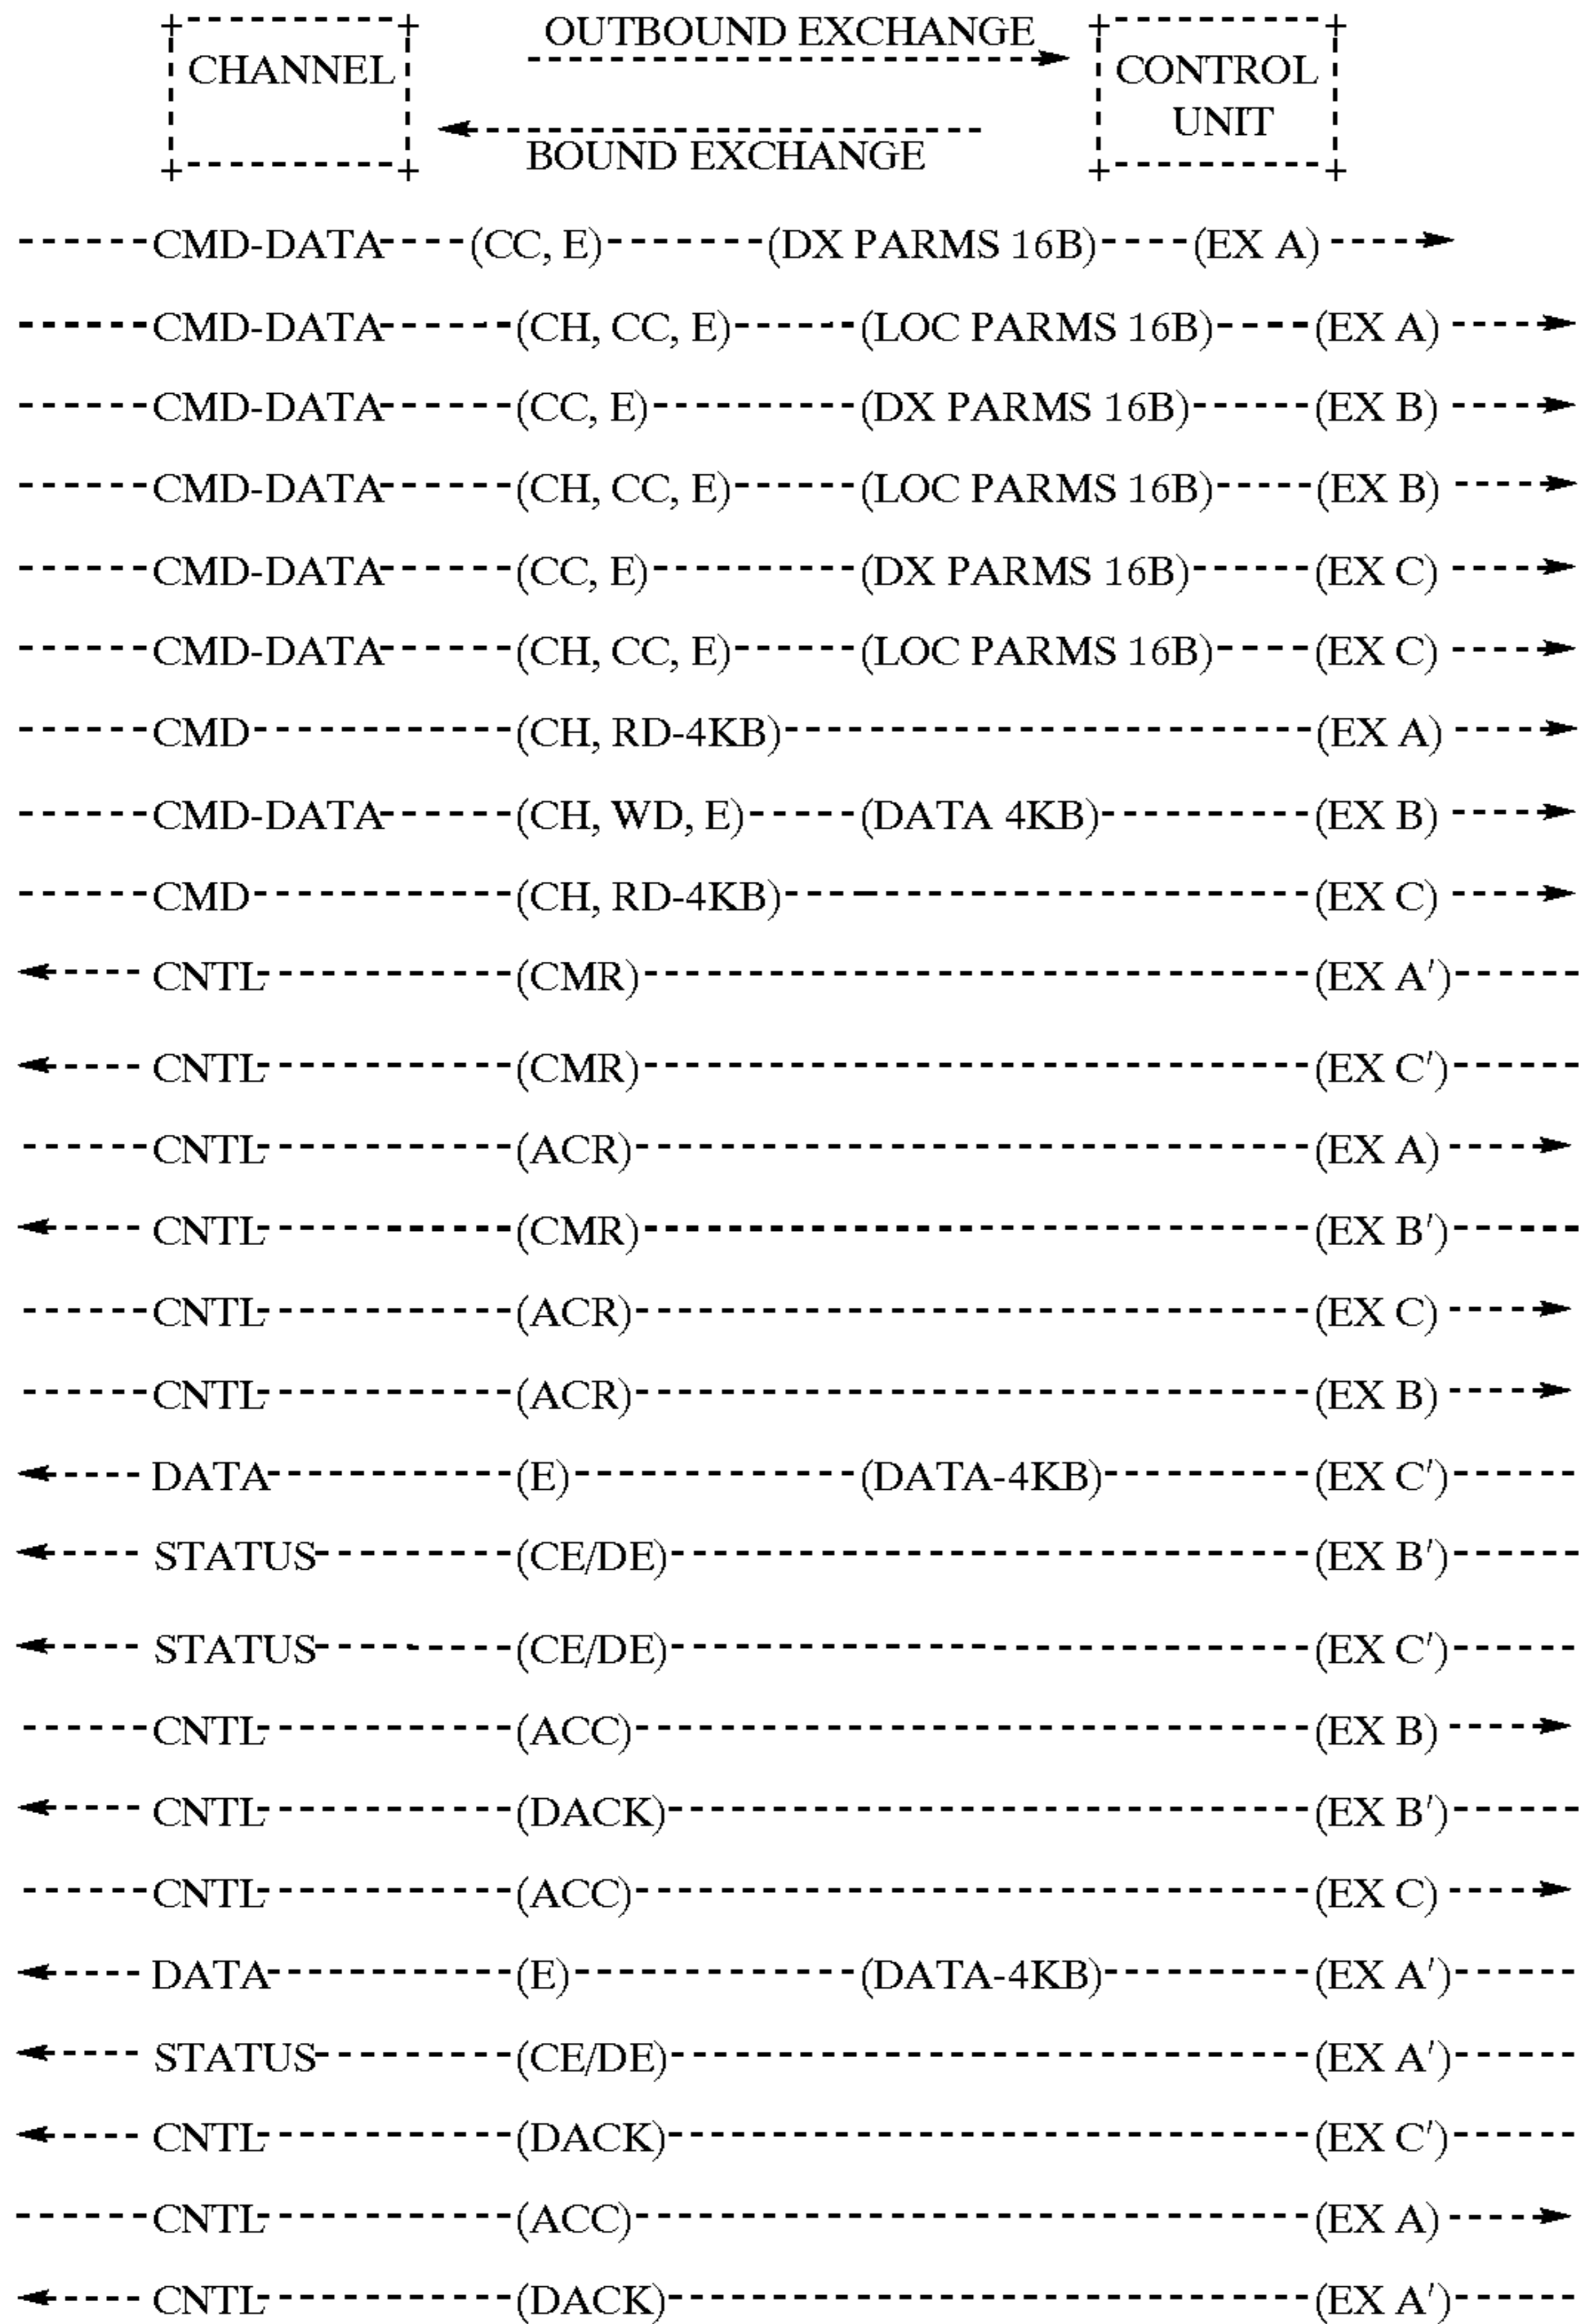 OUTBOUND EXCHANGE
CHANNEL CONTROL
UNIT
BOUND EXCHANGE
CMD-DATA (CC, E) (DX PARMS 16B) (EX A)
CMD-DATA (CH, CC, E) (LOC PARMS 16B) (EX A)
CMD-DATA (CC, E) (DX PARMS 16B) (EX B)
CMD-DATA (CH, CC, E) (LOC PARMS 16B) (EX B)
CMD-DATA (CC, E) (DX PARMS 16B) (EX C)
CMD-DATA (CH, CC, E) (LOC PARMS 16B) (EX C)
CMD (CH, RD-4KB) (EX A)
CMD-DATA (CH, WD, E) (DATA 4KB) (EX B)
CMD (CH, RD-4KB) (EX C)
CNTL (CMR) (EX A')
CNTL (CMR) (EX C')
CNTL (ACR) (EX A)
CNTL (CMR) (EX B')
CNTL (ACR) (EX C)
CNTL (ACR) (EX B)
DATA (E) (DATA-4KB) (EX C')
STATUS (CE/DE) (EX B')
STATUS (CE/DE) (EX C')
CNTL (ACC) (EX B)
CNTL (DACK) (EX B')
CNTL (ACC) (EX C)
DATA (E) (DATA-4KB) (EX A')
STATUS (CE/DE) (EX A')
CNTL (DACK) (EX C')
CNTL (ACC) (EX A)
CNTL (DACK) (EX A')